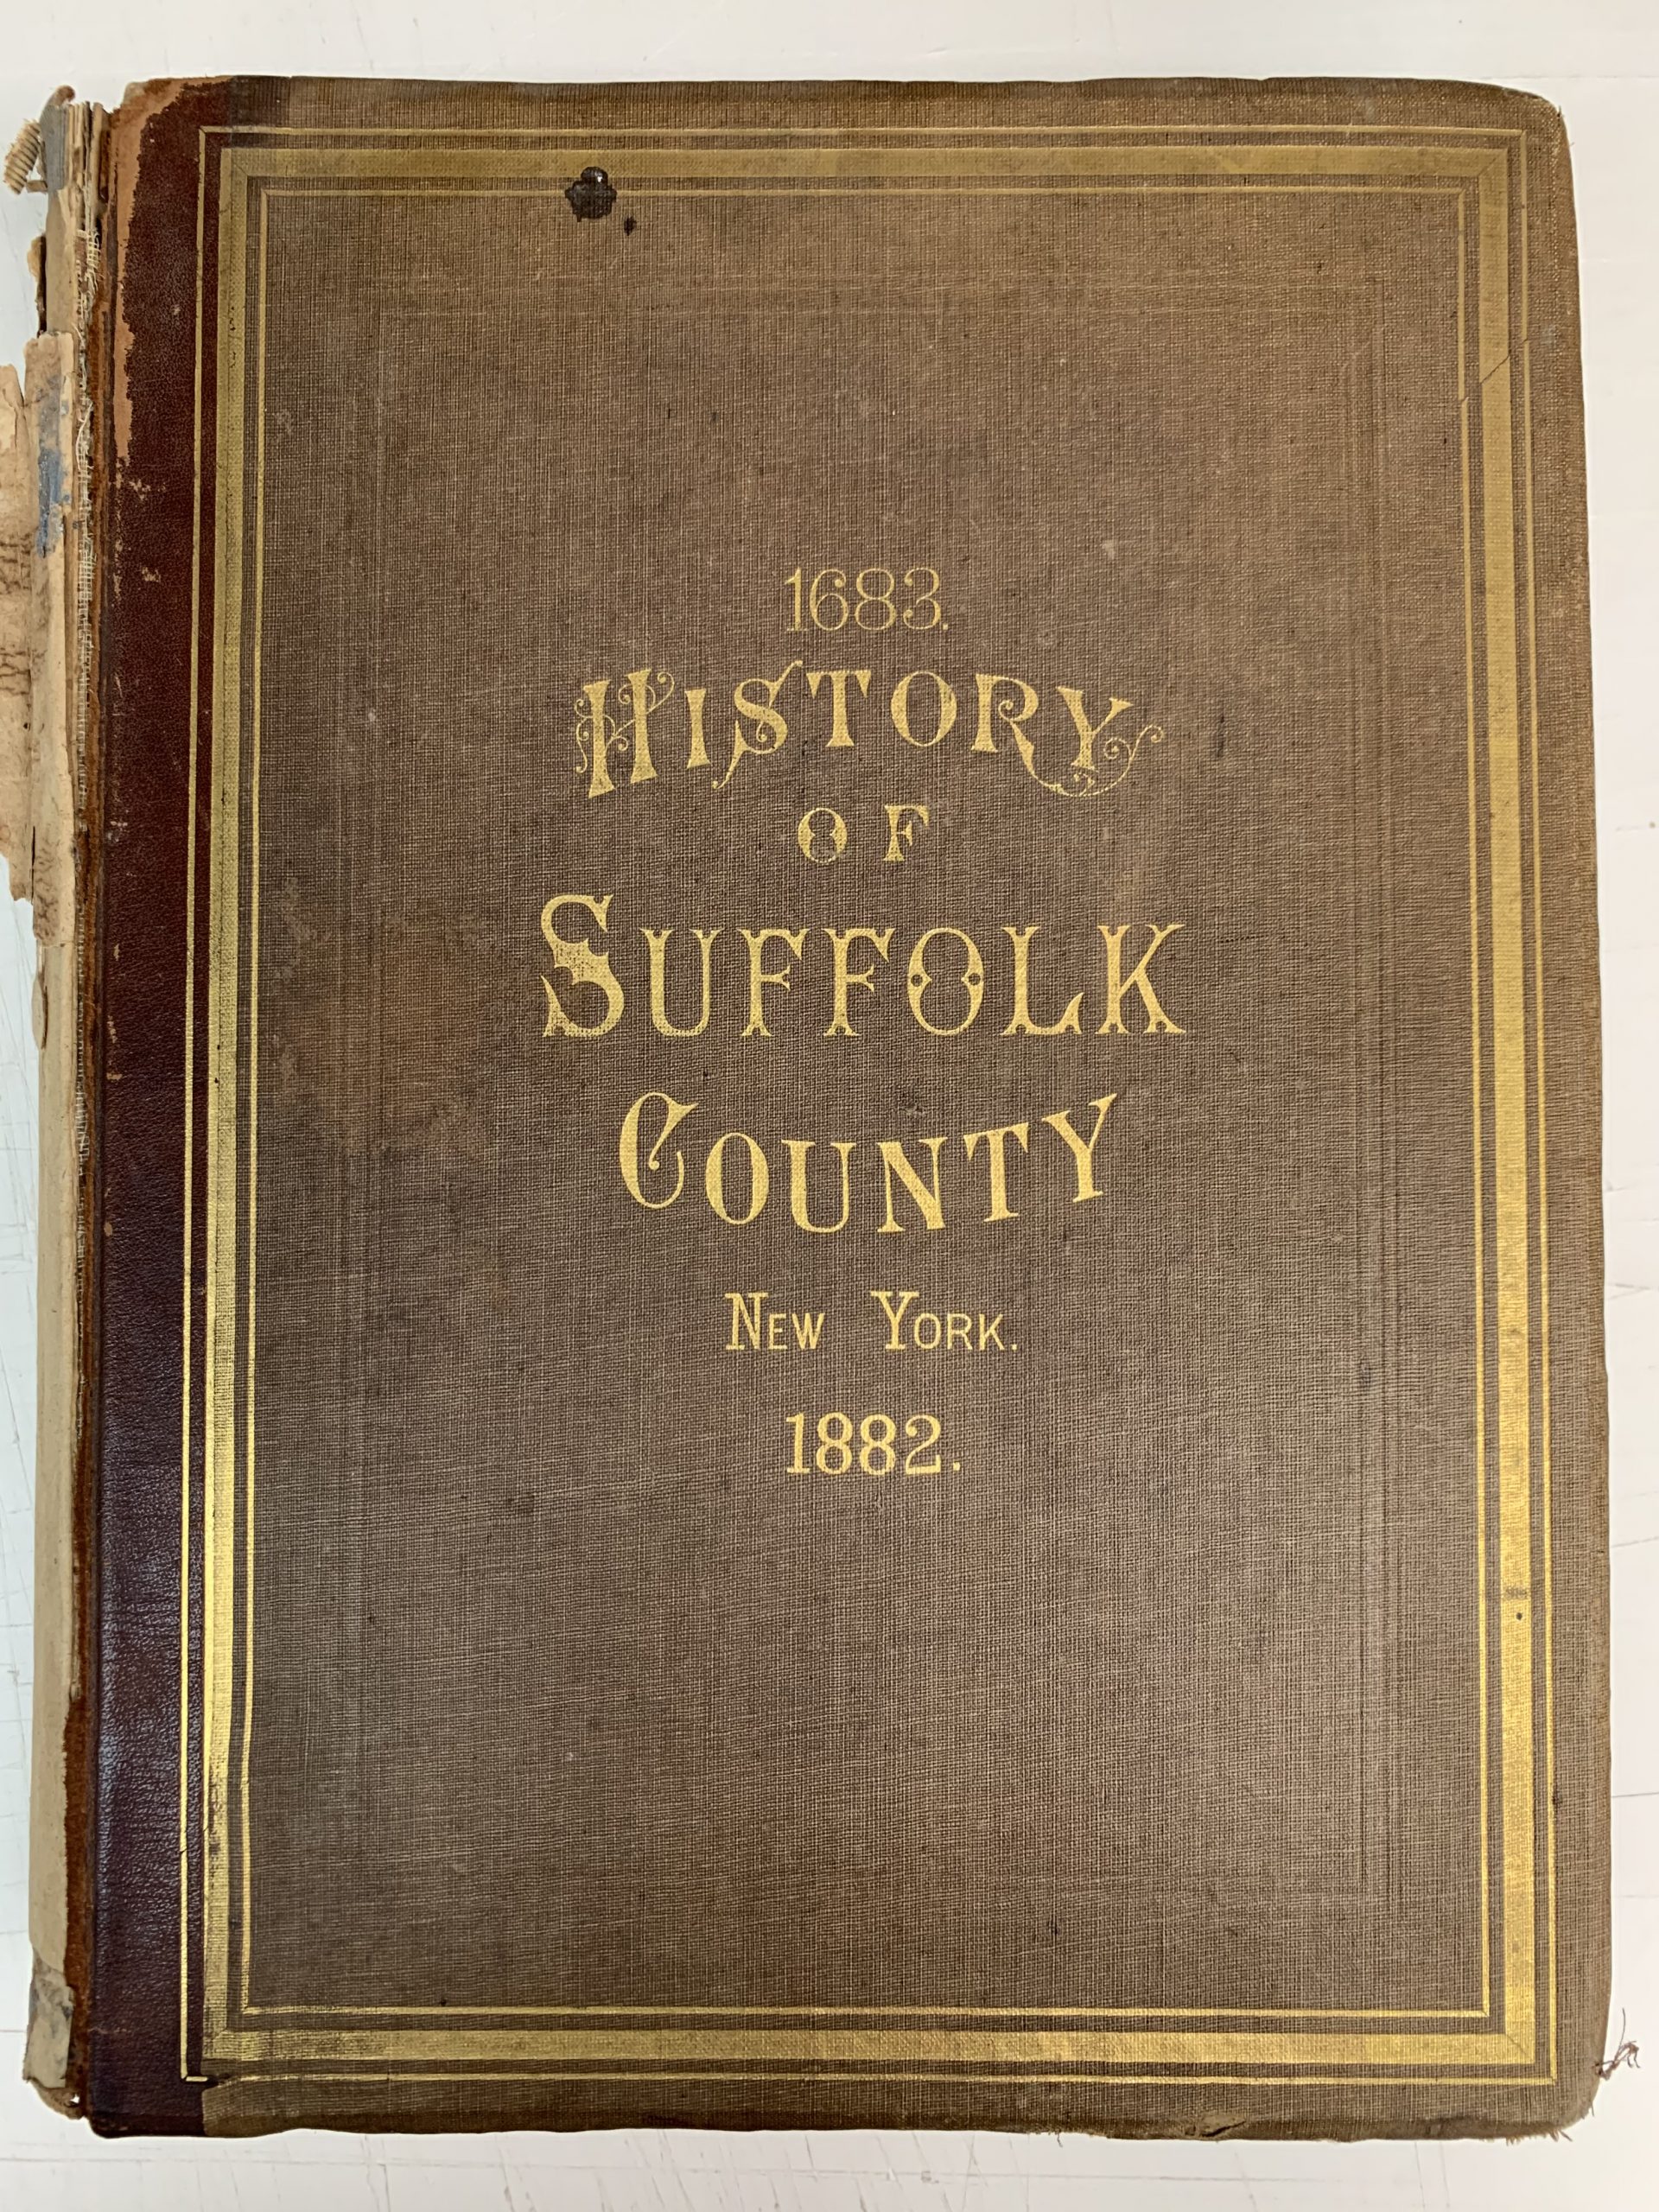 1683.
HISTORY
OF
SUFFOLK
COUNTY
NEW YORK.
1882.